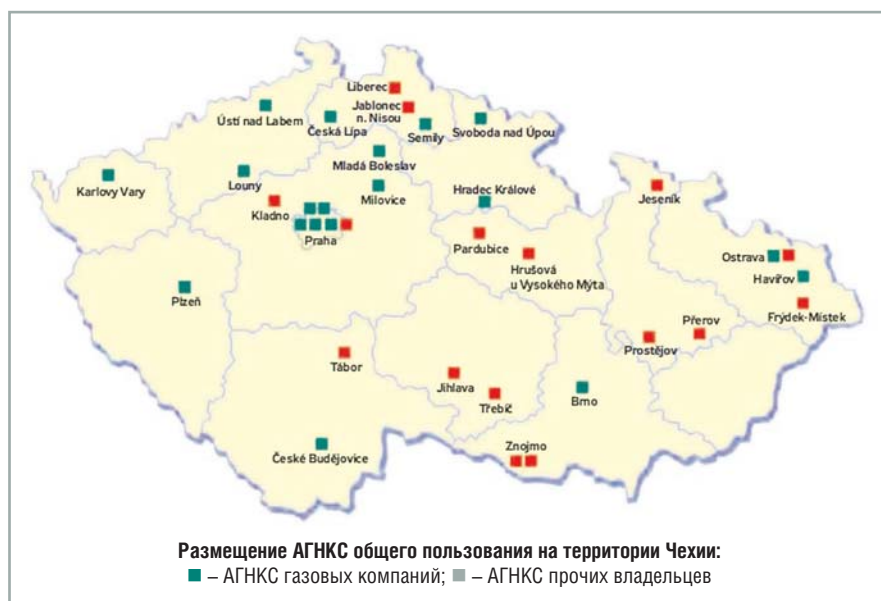 Liberec
Jablonec
n. Nisou
Ústí nad Labem
Česká Lípa
Semily
Svoboda nad Úpou
Mladá Boleslav
Karlovy Vary
Louny
Milovice
Hradec Králové
Jeseník
Kladno
Praha
Pardubice
Hrušová
u Vysokého Mýta
Ostrava
Havířov
Plzeň
Frýdek-Místek
Přerov
Prostějov
Tábor
Jihlava
Třebíč
Brno
Znojmo
České Budějovice
Размещение АГНКС общего пользования на территории Чехии:
– АГНКС газовых компаний; – АГНКС прочих владельцев